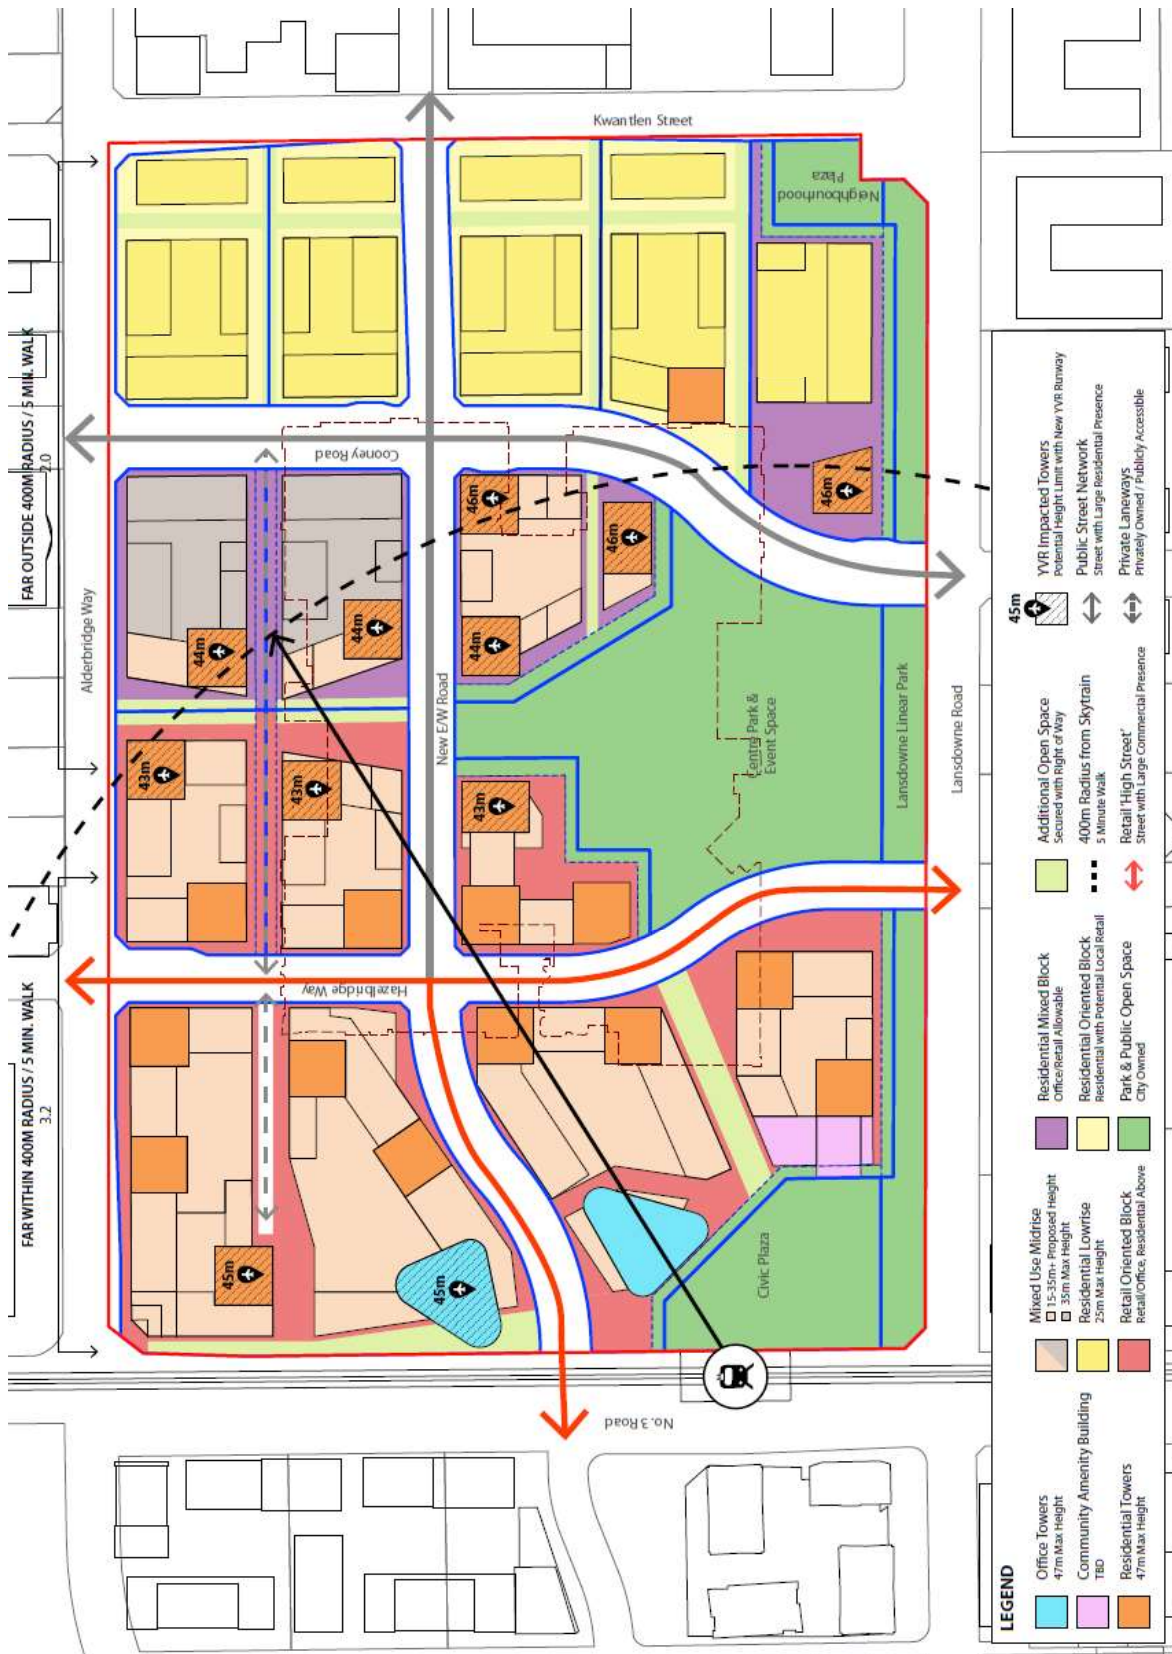 Kwantlen Street
Neighbourhood
Plaza
FAR OUTSIDE 400M RADIUS / 5 MIN. WALK
2.0
Cooney Road
Alderbridge Way
46m
46m
46m
44m
44m
44m
New E/W Road
43m
43m
43m
Centre Park &
Event Space
Lansdowne Linear Park
Lansdowne Road
Hazelbridge Way
FAR WITHIN 400M RADIUS / 5 MIN. WALK
3.2
45m
45m
Civic Plaza
No. 3 Road
LEGEND
Office Towers
47m Max Height
Community Amenity Building
TBD
Residential Towers
47m Max Height
Mixed Use Midrise
15-35m+ Proposed Height
35m Max Height
Residential Lowrise
25m Max Height
Retail Oriented Block
Retail/Office, Residential Above
Residential Mixed Block
Office/Retail Allowable
Residential Oriented Block
Residential with Potential Local Retail
Park & Public Open Space
City Owned
Additional Open Space
Secured with Right of Way
400m Radius from Skytrain
5 Minute Walk
Retail 'High Street'
Street with Large Commercial Presence
45m
YVR Impacted Towers
Potential Height Limit with New YVR Runway
Public Street Network
Street with Large Residential Presence
Private Laneways
Privately Owned / Publicly Accessible